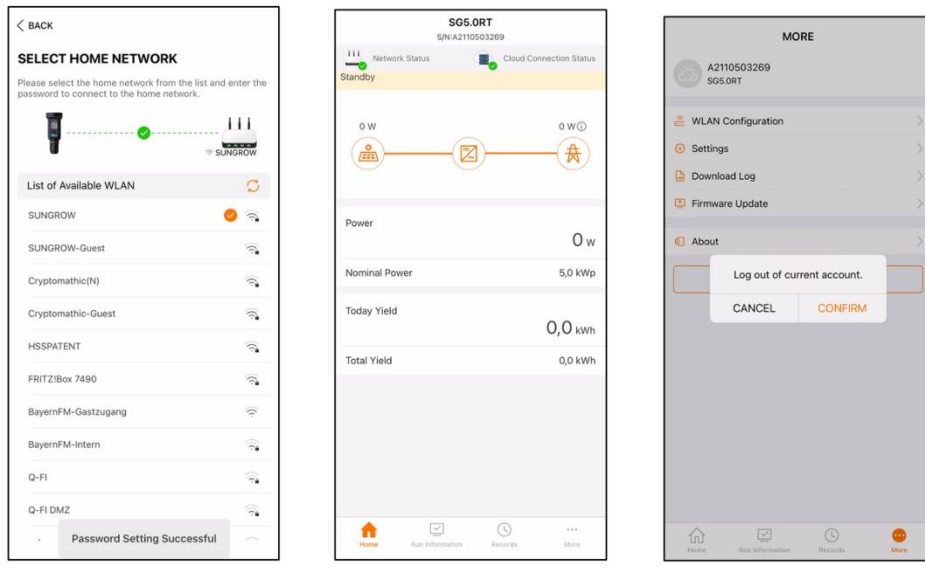 BACK
SELECT HOME NETWORK
Please select the home network from the list and enter the
password to connect to the home network.
SUNGROW
List of Available WLAN
SUNGROW
SUNGROW-Guest
Cryptomathic(N)
Cryptomathic-Guest
HSSPATENT
FRITZ!Box 7490
BayernFM-Gastzugang
BayernFM-Intern
Q-FI
Q-FI DMZ
Password Setting Successful
SG5.0RT
S/N:A2110503269
Network Status
Cloud Connection Status
Standby
0 W
0 W
Power
0 W
Nominal Power
5,0 kWp
Today Yield
0,0 kWh
Total Yield
0,0 kWh
Home
Run Information
Records
More
MORE
A2110503269
SG5.0RT
WLAN Configuration
Settings
Download Log
Firmware Update
About
Log out of current account.
CANCEL
CONFIRM
Home
Run Information
Records
More